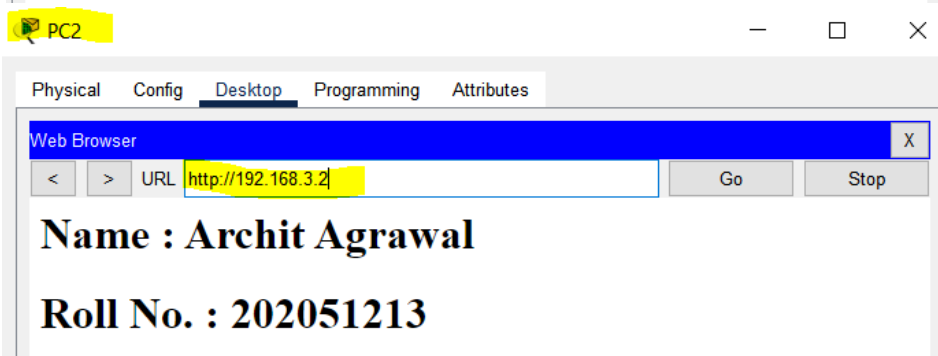 PC2
Physical Config Desktop Programming Attributes
Web Browser X
< > URL http://192.168.3.2 Go Stop
Name : Archit Agrawal
Roll No. : 202051213